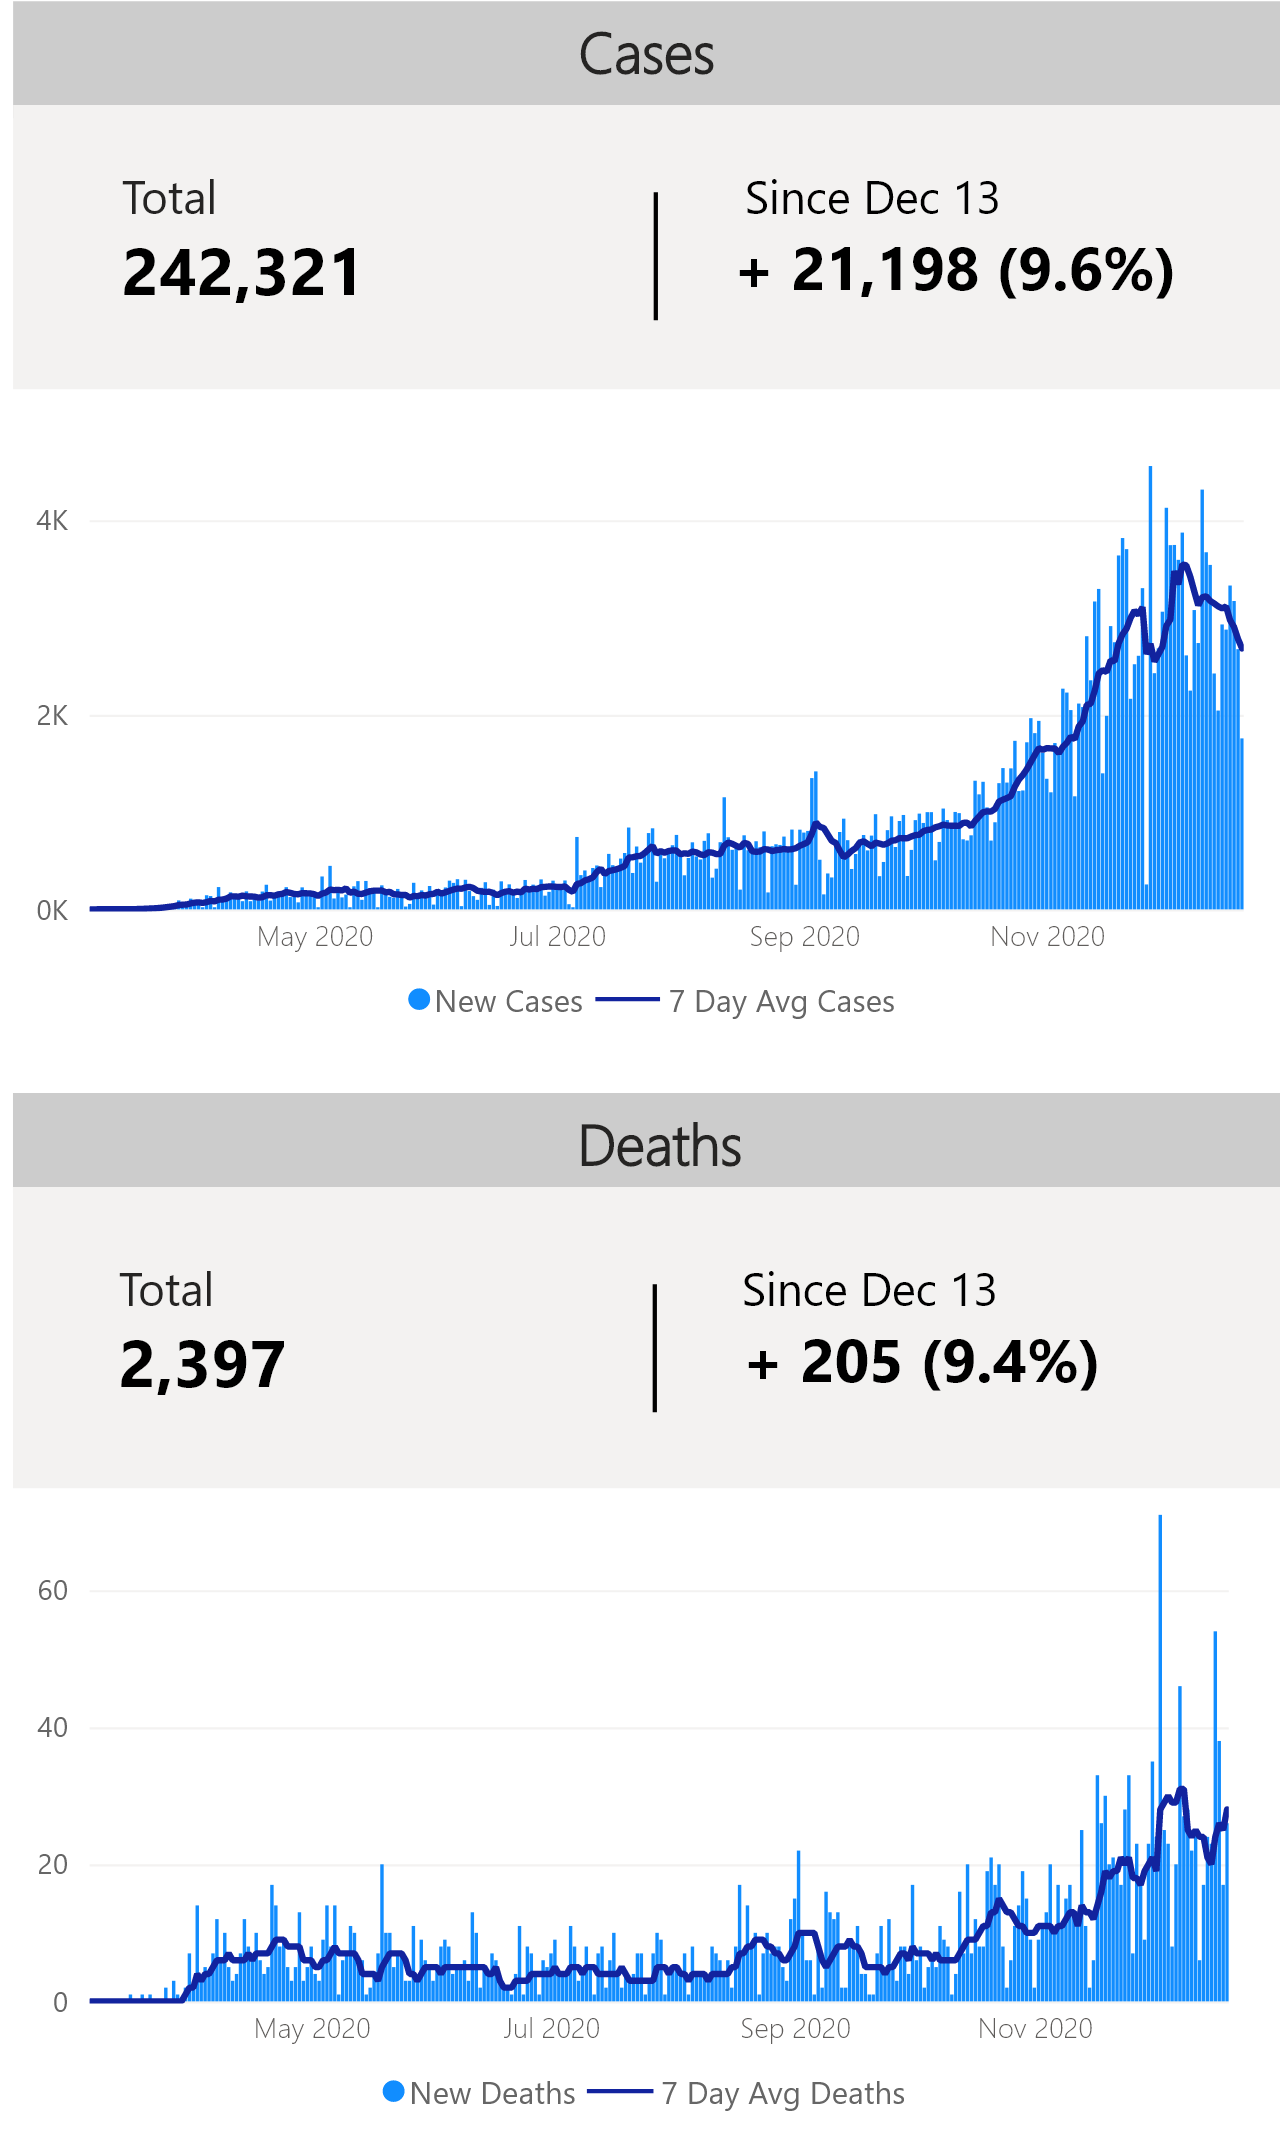 Cases
Total
Since Dec 13
242,321
+ 21,198 (9.6%)
4K
2K
0K
May 2020
Jul 2020
Sep 2020
Nov 2020
New Cases
7 Day Avg Cases
Deaths
Total
Since Dec 13
2,397
+ 205 (9.4%)
60
40
20
0
May 2020
Jul 2020
Sep 2020
Nov 2020
New Deaths
7 Day Avg Deaths